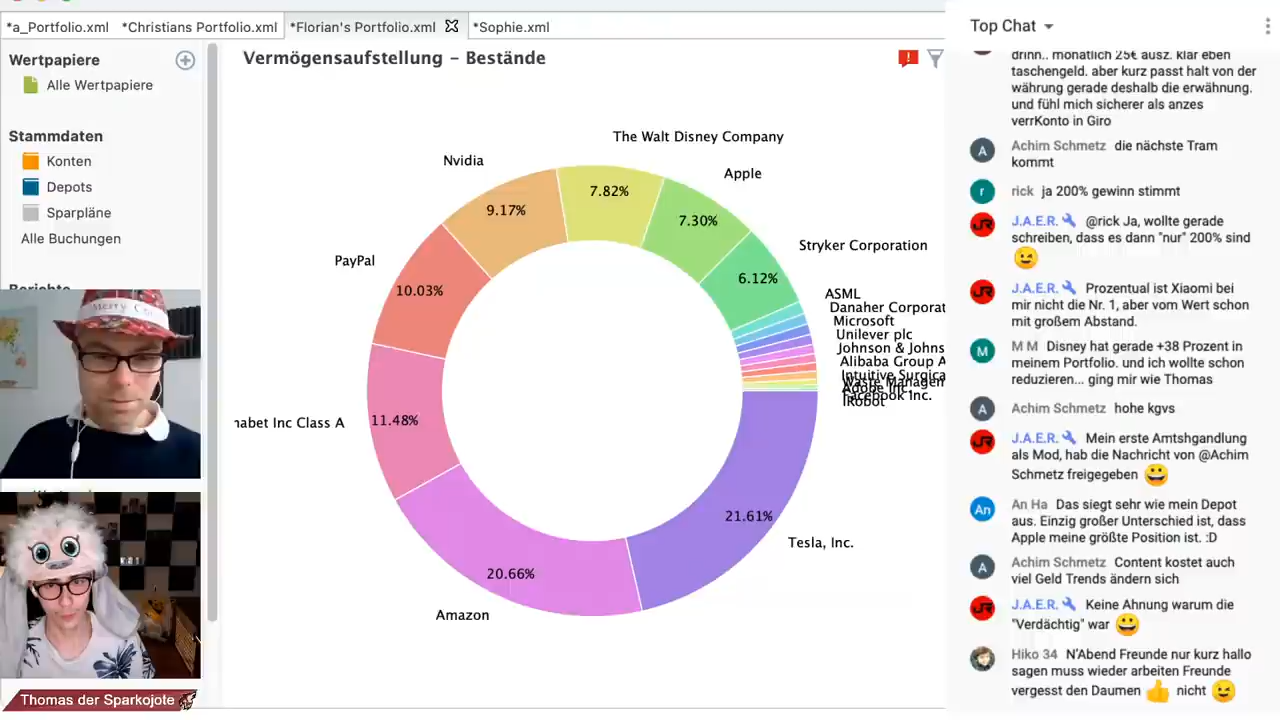 *a_Portfolio.xml *Christians Portfolio.xml *Florian's Portfolio.xml *Sophie.xml
Wertpapiere
Alle Wertpapiere
Stammdaten
Konten
Depots
Sparpläne
Alle Buchungen
Vermögensaufstellung – Bestände
The Walt Disney Company
7.82%
Nvidia
9.17%
Apple
7.30%
PayPal
10.03%
Stryker Corporation
6.12%
ASML
Danaher Corporat
Microsoft
Unilever plc
Johnson & Johns
Alibaba Group A
Intuitive Surgica
Waste Managem
Adobe Inc.
Facebook Inc.
iRobot
habet Inc Class A
11.48%
21.61%
Tesla, Inc.
20.66%
Amazon
Merry
Thomas der Sparkojote
Top Chat
drinn.. monatlich 25€ ausz. klar eben
taschengeld. aber kurz passt halt von der
währung gerade deshalb die erwähnung.
und fühl mich sicherer als anzes
verrKonto in Giro
A Achim Schmetz die nächste Tram
kommt
r rick ja 200% gewinn stimmt
JR J.A.E.R. @rick Ja, wollte gerade
schreiben, dass es dann "nur" 200% sind
😉
JR J.A.E.R. Prozentual ist Xiaomi bei
mir nicht die Nr. 1, aber vom Wert schon
mit großem Abstand.
M M M Disney hat gerade +38 Prozent in
meinem Portfolio. und ich wollte schon
reduzieren... ging mir wie Thomas
A Achim Schmetz hohe kgvs
JR J.A.E.R. Mein erste Amtshgandlung
als Mod, hab die Nachricht von @Achim
Schmetz freigegeben 😀
An An Ha Das siegt sehr wie mein Depot
aus. Einzig großer Unterschied ist, dass
Apple meine größte Position ist. :D
A Achim Schmetz Content kostet auch
viel Geld Trends ändern sich
JR J.A.E.R. Keine Ahnung warum die
"Verdächtig" war 😀
Hiko 34 N'Abend Freunde nur kurz hallo
sagen muss wieder arbeiten Freunde
vergesst den Daumen 👍 nicht 😉